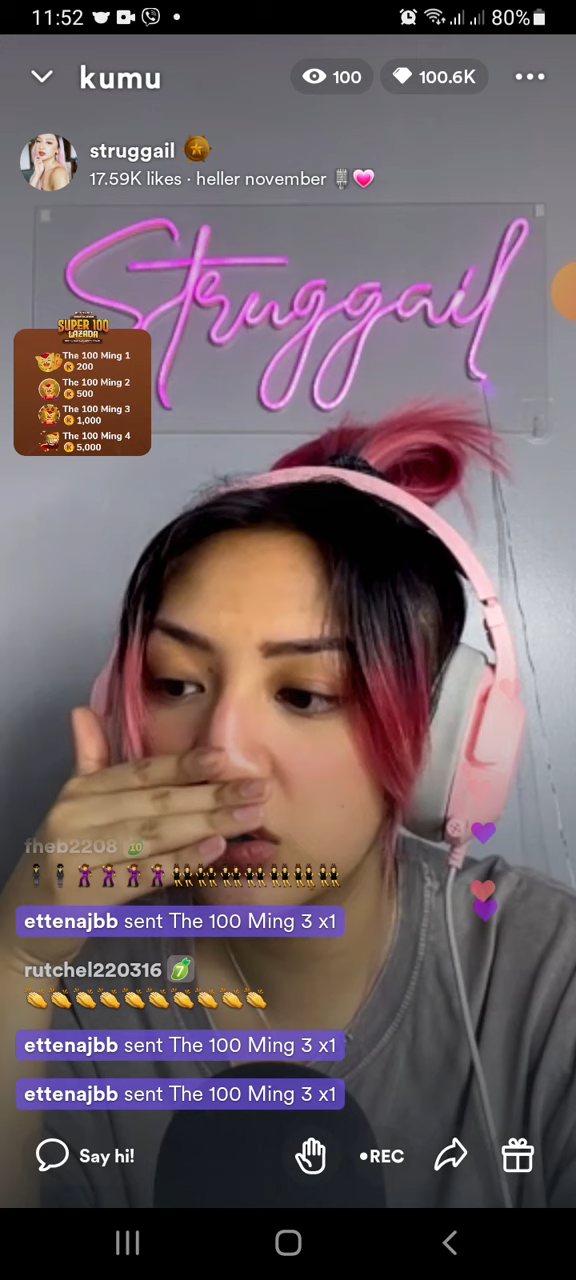 11:52
80%
kumu
100
100.6K
struggail
17.59K likes · heller november 🎙️💗
Struggail
SUPER 100
LAZADA
The 100 Ming 1
200
The 100 Ming 2
500
The 100 Ming 3
1,000
The 100 Ming 4
5,000
fheb2208 10
ettenajbb sent The 100 Ming 3 x1
rutchel220316 7
👏👏👏👏👏👏👏👏👏👏
ettenajbb sent The 100 Ming 3 x1
ettenajbb sent The 100 Ming 3 x1
Say hi!
•REC